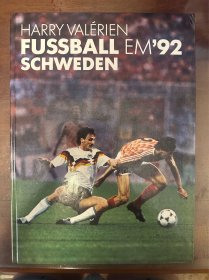 HARRY VALÉRIEN
FUSSBALL EM'92
SCHWEDEN